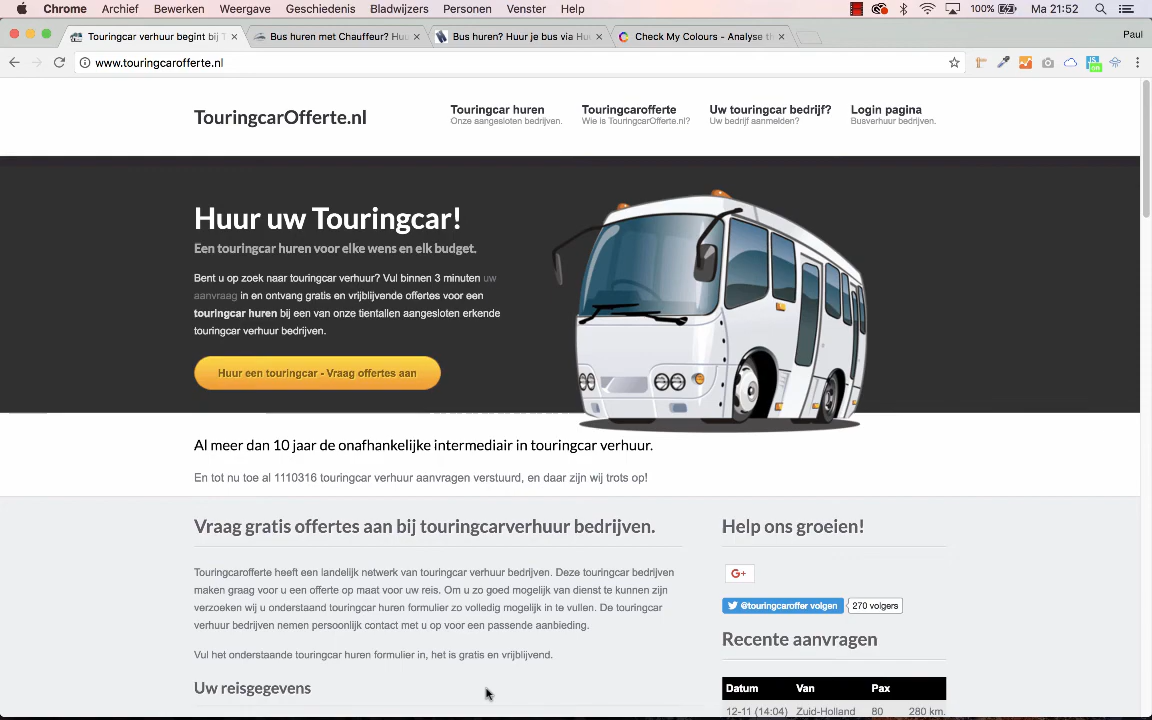 Chrome Archief Bewerken Weergave Geschiedenis Bladwijzers Personen Venster Help 100% Ma 21:52
Touringcar verhuur begint bij T Bus huren met Chauffeur? Huu Bus huren? Huur je bus via Hu Check My Colours - Analyse th Paul
www.touringcarofferte.nl
TouringcarOfferte.nl
Touringcar huren Touringcarofferte Uw touringcar bedrijf? Login pagina
Onze aangesloten bedrijven. Wie is TouringcarOfferte.nl? Uw bedrijf aanmelden? Busverhuur bedrijven.
Huur uw Touringcar!
Een touringcar huren voor elke wens en elk budget.
Bent u op zoek naar touringcar verhuur? Vul binnen 3 minuten uw
aanvraag in en ontvang gratis en vrijblijvende offertes voor een
touringcar huren bij een van onze tientallen aangesloten erkende
touringcar verhuur bedrijven.
Huur een touringcar - Vraag offertes aan
Al meer dan 10 jaar de onafhankelijke intermediair in touringcar verhuur.
En tot nu toe al 1110316 touringcar verhuur aanvragen verstuurd, en daar zijn wij trots op!
Vraag gratis offertes aan bij touringcarverhuur bedrijven.
Touringcarofferte heeft een landelijk netwerk van touringcar verhuur bedrijven. Deze touringcar bedrijven
maken graag voor u een offerte op maat voor uw reis. Om u zo goed mogelijk van dienst te kunnen zijn
verzoeken wij u onderstaand touringcar huren formulier zo volledig mogelijk in te vullen. De touringcar
verhuur bedrijven nemen persoonlijk contact met u op voor een passende aanbieding.
Vul het onderstaande touringcar huren formulier in, het is gratis en vrijblijvend.
Uw reisgegevens
Help ons groeien!
G+
@touringcaroffer volgen 270 volgers
Recente aanvragen
Datum Van Pax
12-11 (14:04) Zuid-Holland 80 280 km.